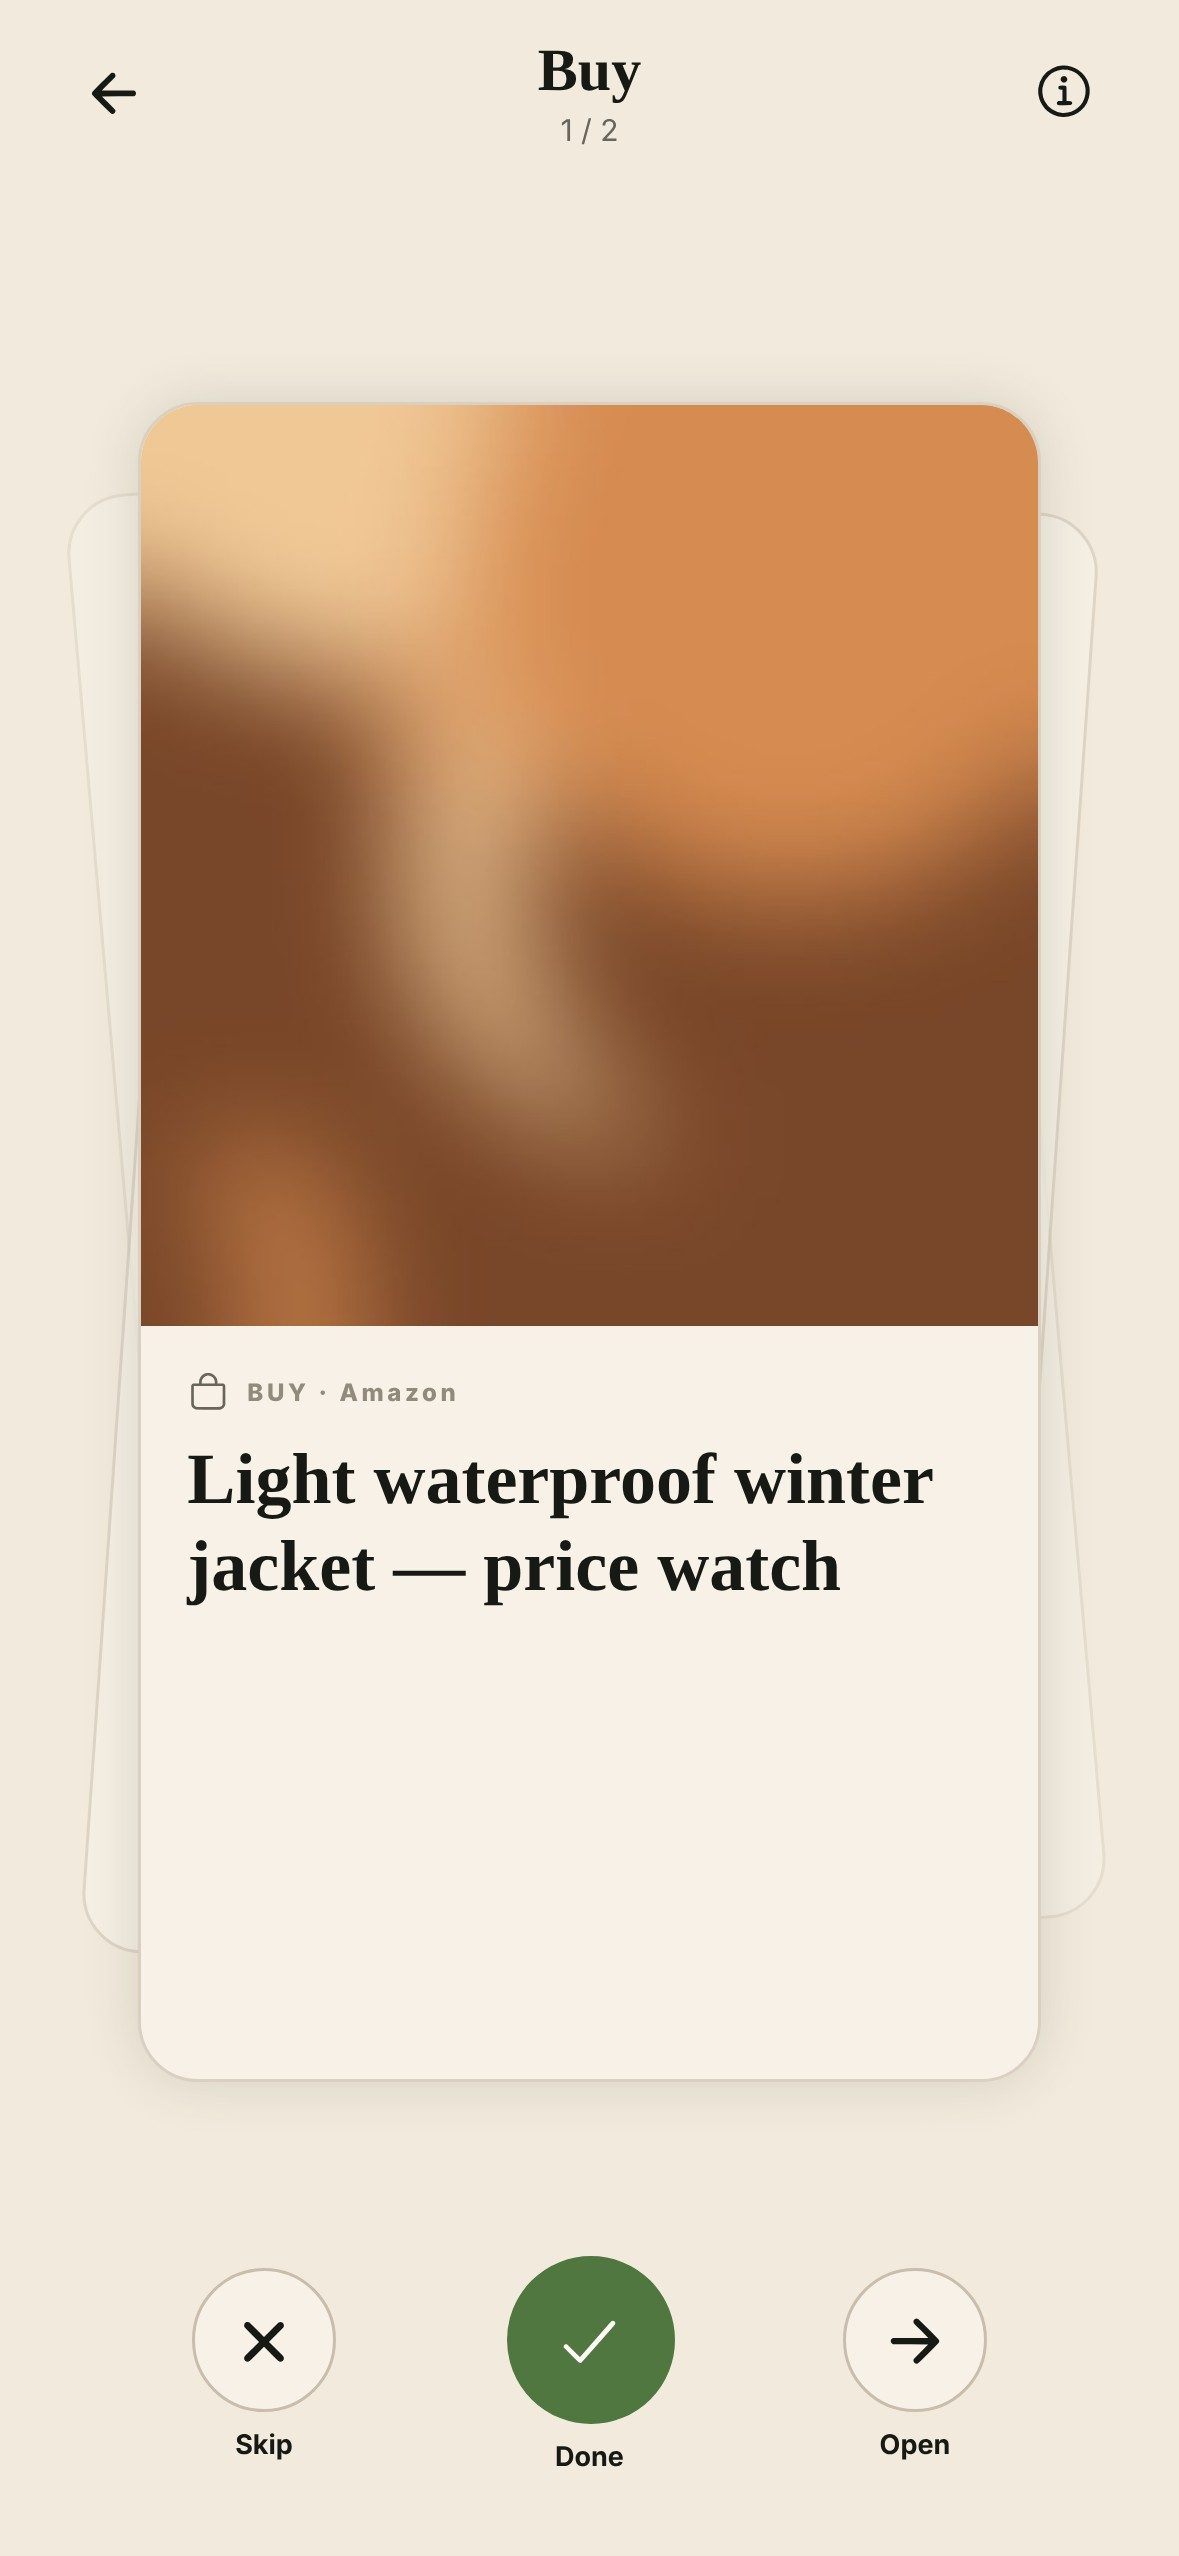 Buy
1 / 2
BUY · Amazon
Light waterproof winter
jacket — price watch
Skip
Done
Open